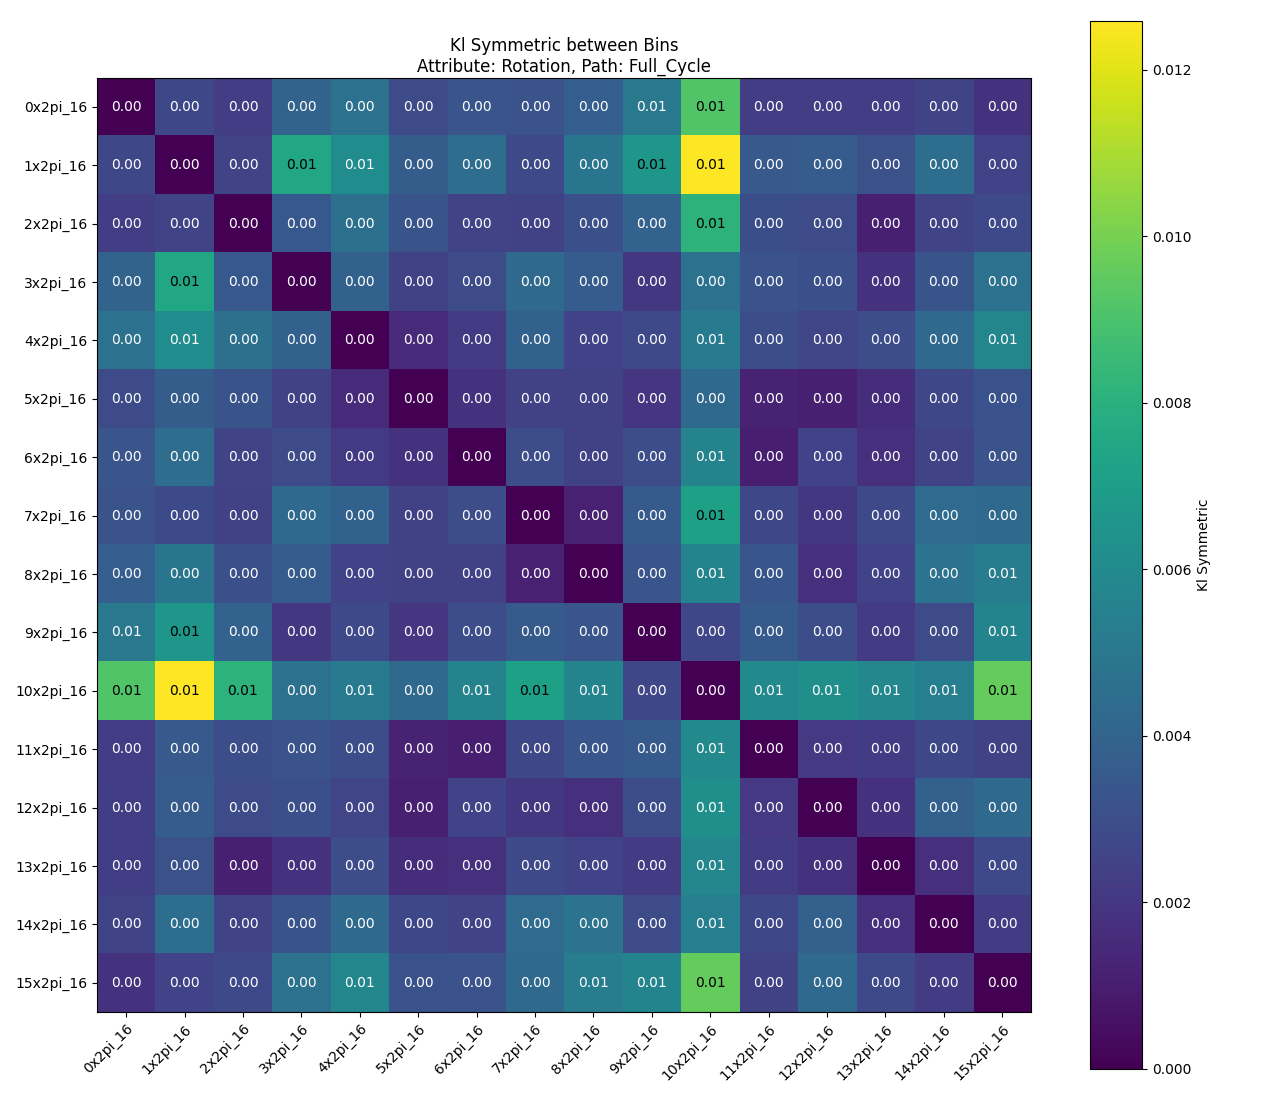 Kl Symmetric between Bins
Attribute: Rotation, Path: Full_Cycle
0x2pi_16 0.00 0.00 0.00 0.00 0.00 0.00 0.00 0.00 0.00 0.01 0.01 0.00 0.00 0.00 0.00 0.00
1x2pi_16 0.00 0.00 0.00 0.01 0.01 0.00 0.00 0.00 0.00 0.01 0.01 0.00 0.00 0.00 0.00 0.00
2x2pi_16 0.00 0.00 0.00 0.00 0.00 0.00 0.00 0.00 0.00 0.00 0.01 0.00 0.00 0.00 0.00 0.00
3x2pi_16 0.00 0.01 0.00 0.00 0.00 0.00 0.00 0.00 0.00 0.00 0.00 0.00 0.00 0.00 0.00 0.00
4x2pi_16 0.00 0.01 0.00 0.00 0.00 0.00 0.00 0.00 0.00 0.00 0.01 0.00 0.00 0.00 0.00 0.01
5x2pi_16 0.00 0.00 0.00 0.00 0.00 0.00 0.00 0.00 0.00 0.00 0.00 0.00 0.00 0.00 0.00 0.00
6x2pi_16 0.00 0.00 0.00 0.00 0.00 0.00 0.00 0.00 0.00 0.00 0.01 0.00 0.00 0.00 0.00 0.00
7x2pi_16 0.00 0.00 0.00 0.00 0.00 0.00 0.00 0.00 0.00 0.00 0.01 0.00 0.00 0.00 0.00 0.00
8x2pi_16 0.00 0.00 0.00 0.00 0.00 0.00 0.00 0.00 0.00 0.00 0.01 0.00 0.00 0.00 0.00 0.01
9x2pi_16 0.01 0.01 0.00 0.00 0.00 0.00 0.00 0.00 0.00 0.00 0.00 0.00 0.00 0.00 0.00 0.01
10x2pi_16 0.01 0.01 0.01 0.00 0.01 0.00 0.01 0.01 0.01 0.00 0.00 0.01 0.01 0.01 0.01 0.01
11x2pi_16 0.00 0.00 0.00 0.00 0.00 0.00 0.00 0.00 0.00 0.00 0.01 0.00 0.00 0.00 0.00 0.00
12x2pi_16 0.00 0.00 0.00 0.00 0.00 0.00 0.00 0.00 0.00 0.00 0.01 0.00 0.00 0.00 0.00 0.00
13x2pi_16 0.00 0.00 0.00 0.00 0.00 0.00 0.00 0.00 0.00 0.00 0.01 0.00 0.00 0.00 0.00 0.00
14x2pi_16 0.00 0.00 0.00 0.00 0.00 0.00 0.00 0.00 0.00 0.00 0.01 0.00 0.00 0.00 0.00 0.00
15x2pi_16 0.00 0.00 0.00 0.00 0.01 0.00 0.00 0.00 0.01 0.01 0.01 0.00 0.00 0.00 0.00 0.00
0x2pi_16 1x2pi_16 2x2pi_16 3x2pi_16 4x2pi_16 5x2pi_16 6x2pi_16 7x2pi_16 8x2pi_16 9x2pi_16 10x2pi_16 11x2pi_16 12x2pi_16 13x2pi_16 14x2pi_16 15x2pi_16
0.012
0.010
0.008
0.006
0.004
0.002
0.000
Kl Symmetric